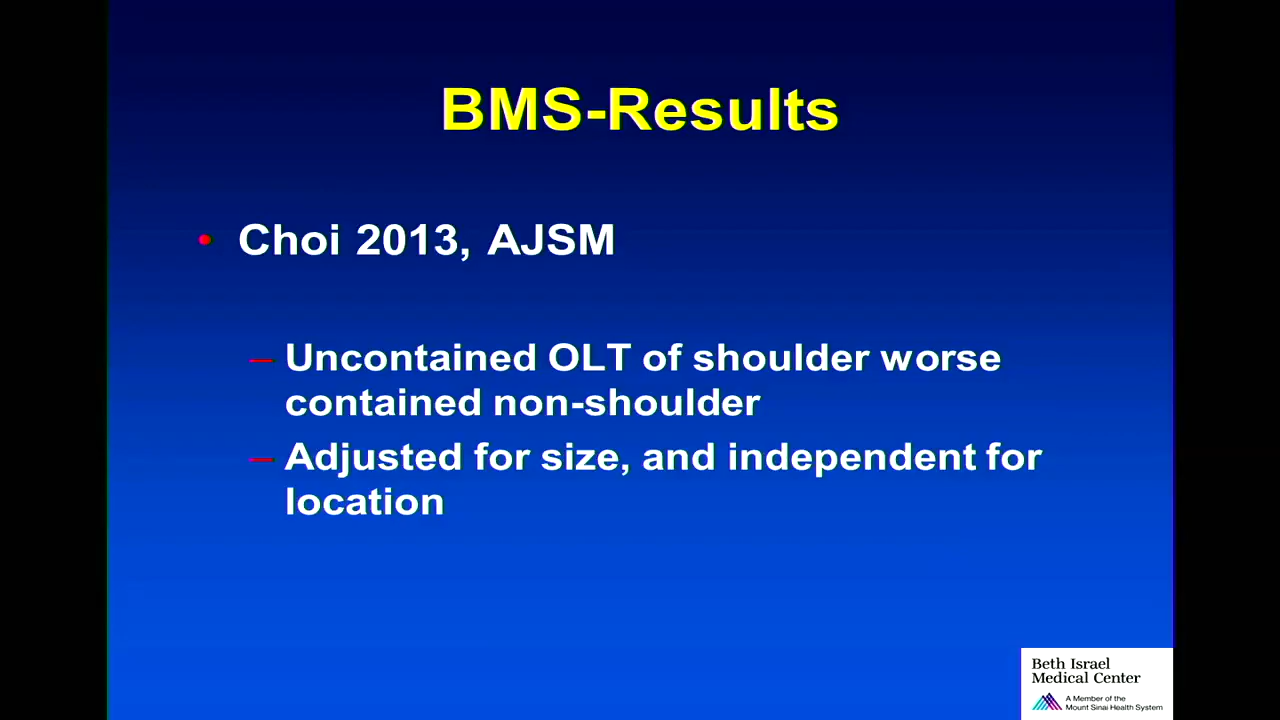 BMS-Results
• Choi 2013, AJSM
– Uncontained OLT of shoulder worse
contained non-shoulder
– Adjusted for size, and independent for
location
Beth Israel
Medical Center
A Member of the
Mount Sinai Health System